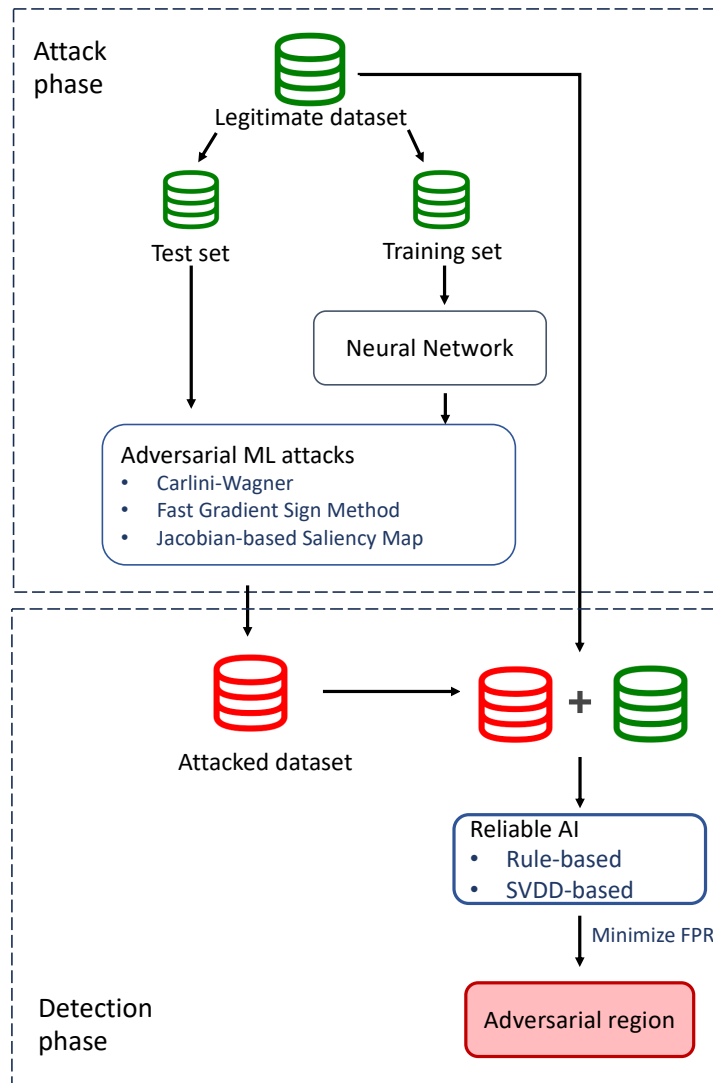 Attack
phase
Legitimate dataset
Test set
Training set
Neural Network
Adversarial ML attacks
• Carlini-Wagner
• Fast Gradient Sign Method
• Jacobian-based Saliency Map
+
Attacked dataset
Reliable AI
• Rule-based
• SVDD-based
Minimize FPR
Adversarial region
Detection
phase